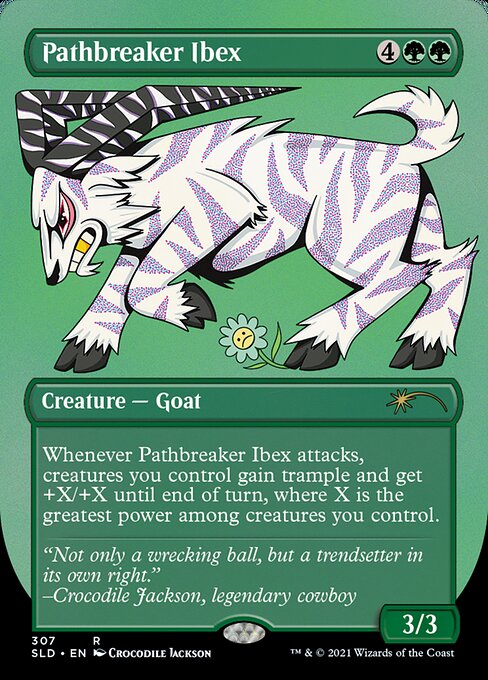 Pathbreaker Ibex 4
Creature — Goat
Whenever Pathbreaker Ibex attacks,
creatures you control gain trample and get
+X/+X until end of turn, where X is the
greatest power among creatures you control.
“Not only a wrecking ball, but a trendsetter in
its own right.”
–Crocodile Jackson, legendary cowboy
3/3
307 R
SLD • EN Crocodile Jackson ™ & © 2021 Wizards of the Coast